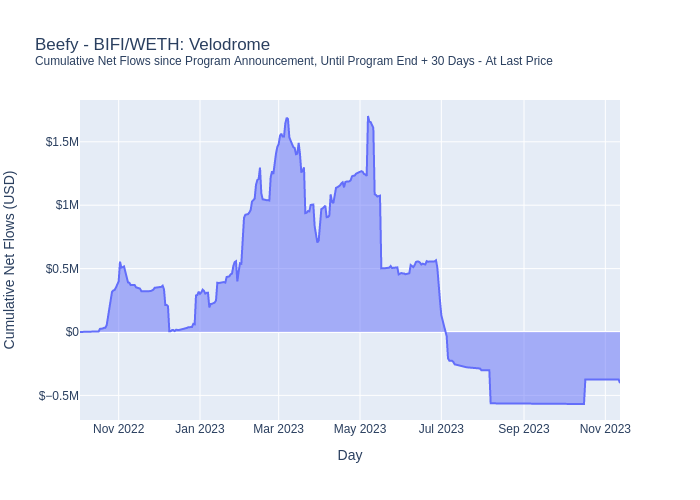 Beefy - BIFI/WETH: Velodrome
Cumulative Net Flows since Program Announcement, Until Program End + 30 Days - At Last Price
Cumulative Net Flows (USD)
$1.5M
$1M
$0.5M
$0
$−0.5M
Nov 2022 Jan 2023 Mar 2023 May 2023 Jul 2023 Sep 2023 Nov 2023
Day